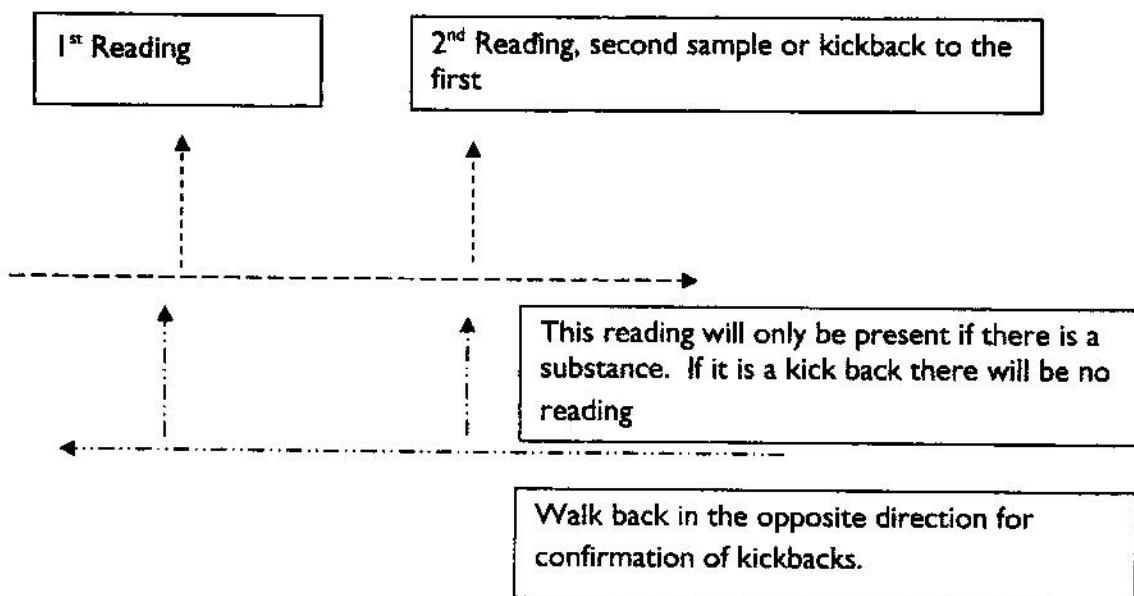 1st Reading
2nd Reading, second sample or kickback to the
first
This reading will only be present if there is a
substance. If it is a kick back there will be no
reading
Walk back in the opposite direction for
confirmation of kickbacks.